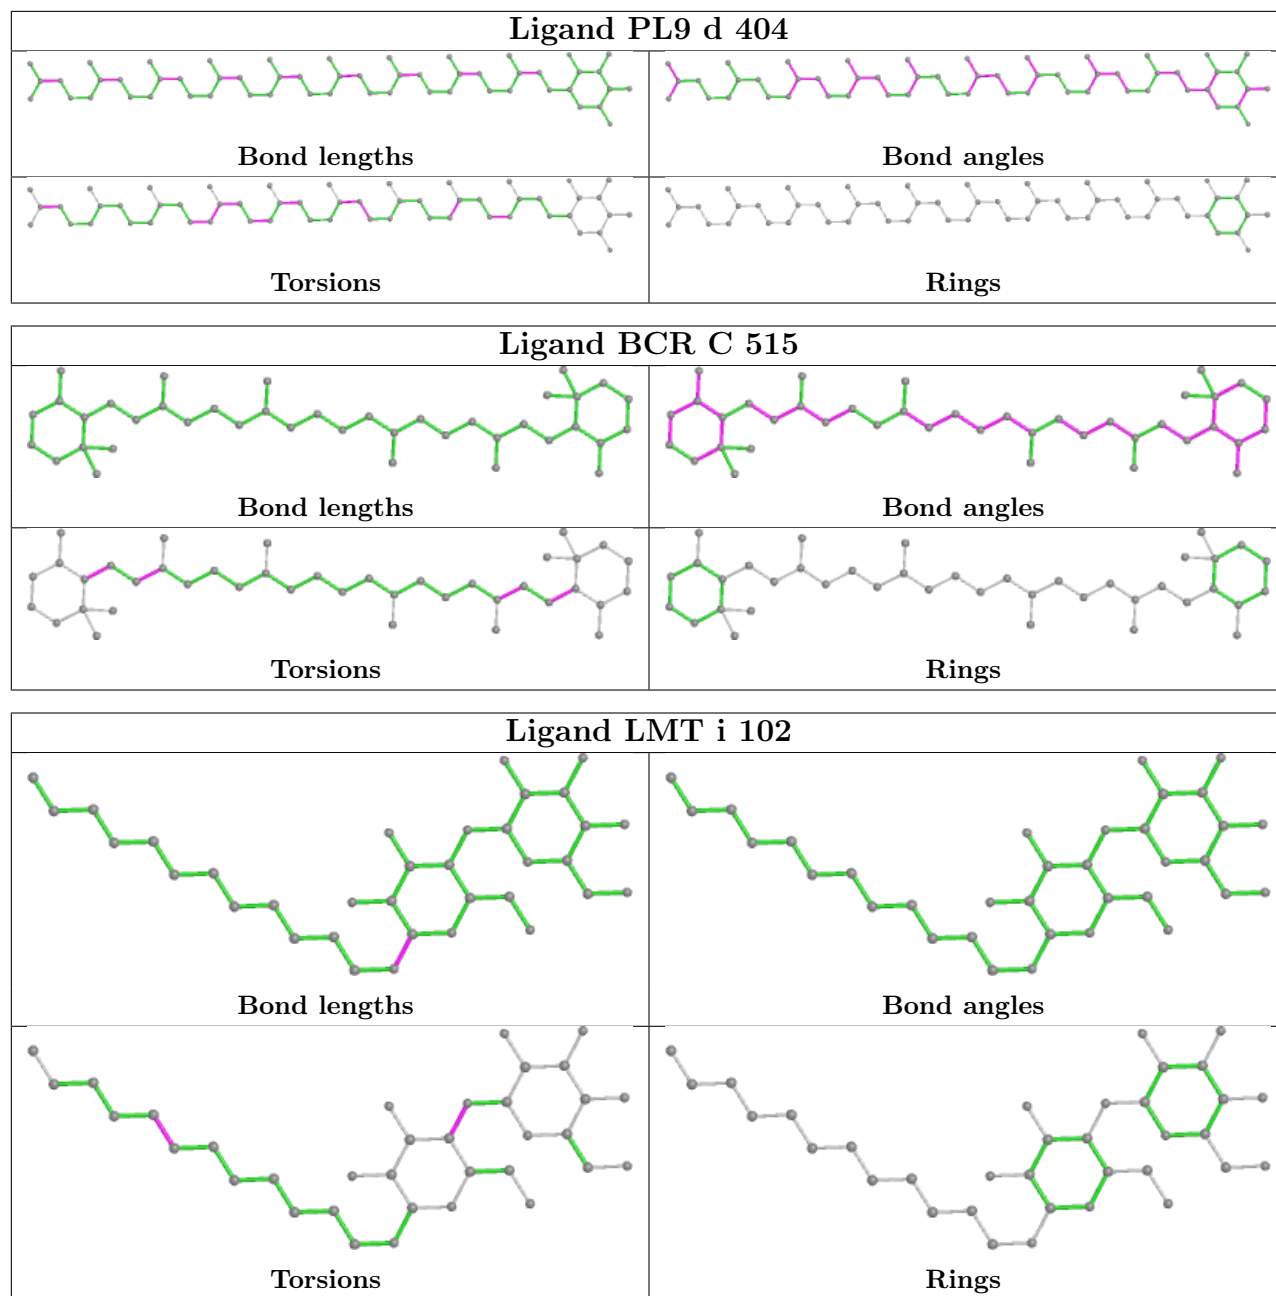 Ligand PL9 d 404
Bond lengths
Bond angles
Torsions
Rings
Ligand BCR C 515
Bond lengths
Bond angles
Torsions
Rings
Ligand LMT i 102
Bond lengths
Bond angles
Torsions
Rings